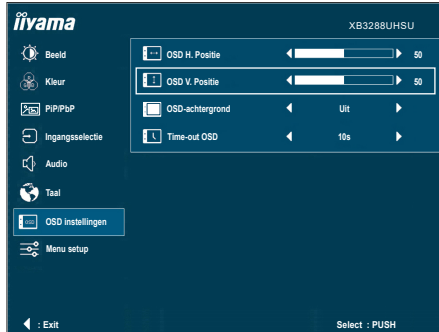 iiyama
XB3288UHSU
Beeld
Kleur
PiP/PbP
Ingangsselectie
Audio
Taal
OSD
OSD instellingen
Menu setup
OSD H. Positie 50
OSD V. Positie 50
OSD-achtergrond Uit
Time-out OSD 10s
: Exit
Select : PUSH